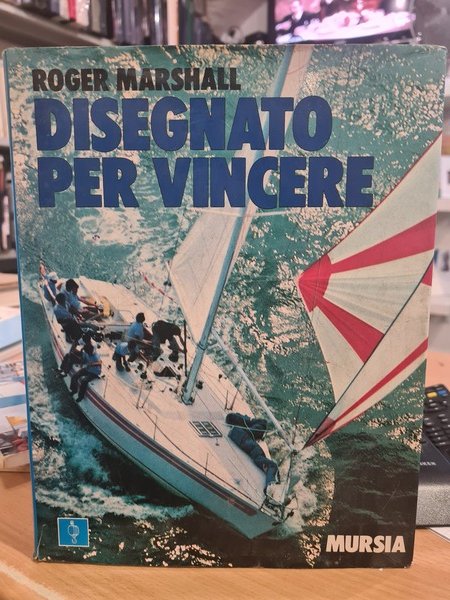 ROGER MARSHALL
DISEGNATO
PER VINCERE
MURSIA